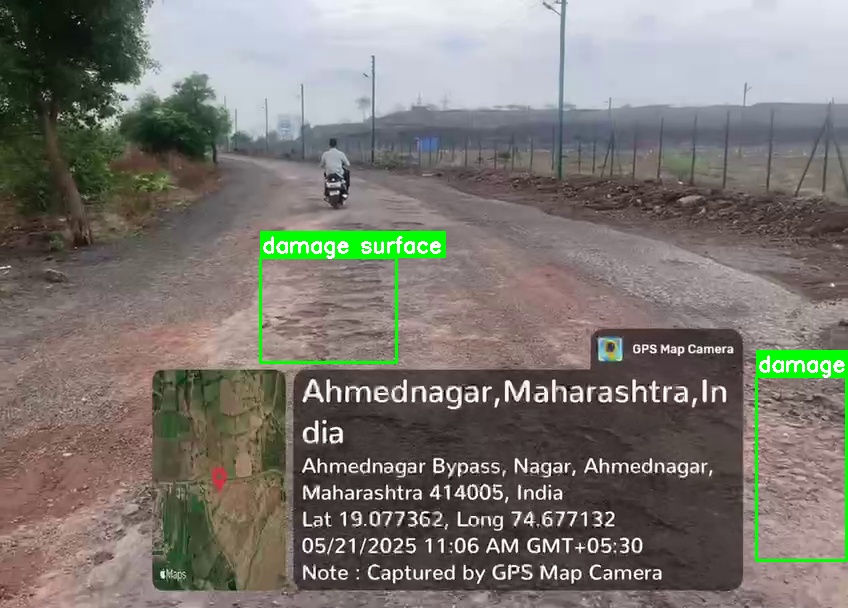 damage surface
GPS Map Camera
damage
Ahmednagar,Maharashtra,In
dia
Ahmednagar Bypass, Nagar, Ahmednagar,
Maharashtra 414005, India
Lat 19.077362, Long 74.677132
05/21/2025 11:06 AM GMT+05:30
Note : Captured by GPS Map Camera
Maps